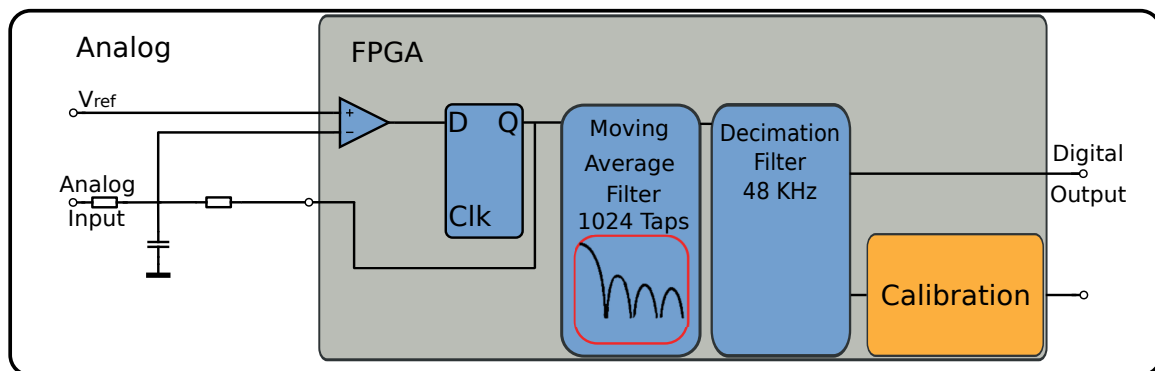 Analog
FPGA
Vref
+
−
D Q
Clk
Analog
Input
Moving
Average
Filter
1024 Taps
Decimation
Filter
48 KHz
Digital
Output
Calibration